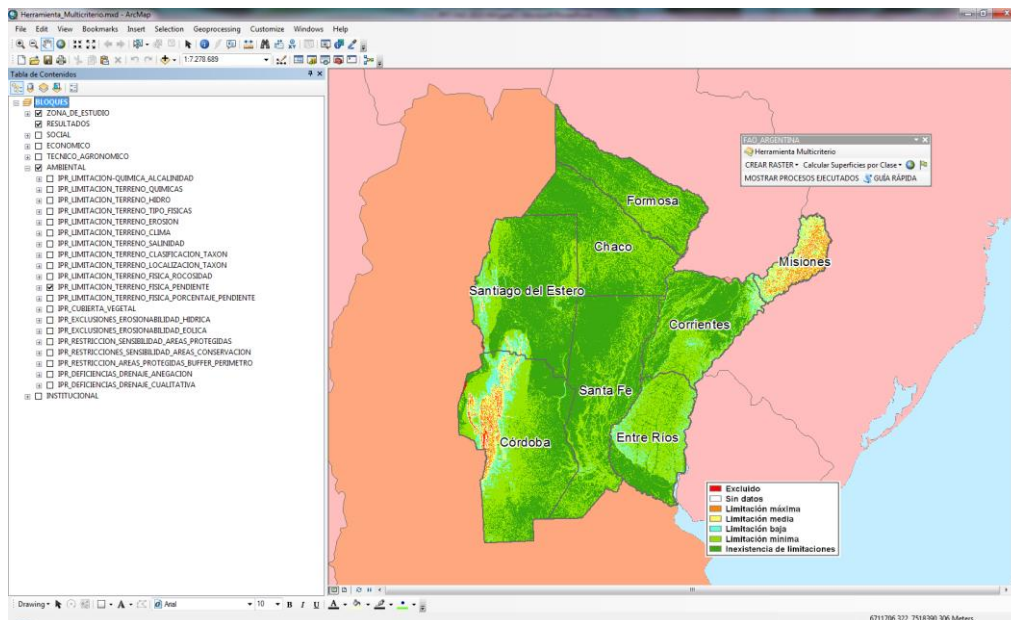 Herramienta_Multicriterio.mxd - ArcMap
File Edit View Bookmarks Insert Selection Geoprocessing Customize Windows Help
1:7.278.689
Tabla de Contenidos
BLOQUES
ZONA_DE_ESTUDIO
RESULTADOS
SOCIAL
ECONOMICO
TECNICO_AGRONOMICO
AMBIENTAL
IPR_LIMITACION-QUIMICA_ALCALINIDAD
IPR_LIMITACION_TERRENO_QUIMICAS
IPR_LIMITACION_TERRENO_HIDRO
IPR_LIMITACION_TERRENO_TIPO_FISICAS
IPR_LIMITACION_TERRENO_EROSION
IPR_LIMITACION_TERRENO_CLIMA
IPR_LIMITACION_TERRENO_SALINIDAD
IPR_LIMITACION_TERRENO_CLASIFICACION_TAXON
IPR_LIMITACION_TERRENO_LOCALIZACION_TAXON
IPR_LIMITACION_TERRENO_FISICA_ROCOSIDAD
IPR_LIMITACION_TERRENO_FISICA_PENDIENTE
IPR_LIMITACION_TERRENO_FISICA_PORCENTAJE_PENDIENTE
IPR_CUBIERTA_VEGETAL
IPR_EXCLUSIONES_EROSIONABILIDAD_HIDRICA
IPR_EXCLUSIONES_EROSIONABILIDAD_EOLICA
IPR_RESTRICCION_SENSIBILIDAD_AREAS_PROTEGIDAS
IPR_RESTRICCIONES_SENSIBILIDAD_AREAS_CONSERVACION
IPR_RESTRICCION_AREAS_PROTEGIDAS_BUFFER_PERIMETRO
IPR_DEFICIENCIAS_DRENAJE_ANEGACION
IPR_DEFICIENCIAS_DRENAJE_CUALITATIVA
INSTITUCIONAL
FAO_ARGENTINA
Herramienta Multicriterio
CREAR RASTER Calcular Superficies por Clase
MOSTRAR PROCESOS EJECUTADOS GUÍA RÁPIDA
Formosa
Chaco
Misiones
Santiago del Estero
Corrientes
Santa Fe
Córdoba
Entre Ríos
Excluido
Sin datos
Limitación máxima
Limitación media
Limitación baja
Limitación mínima
Inexistencia de limitaciones
Drawing A Arial 10 B I U A
6711706,322 7518390,306 Meters